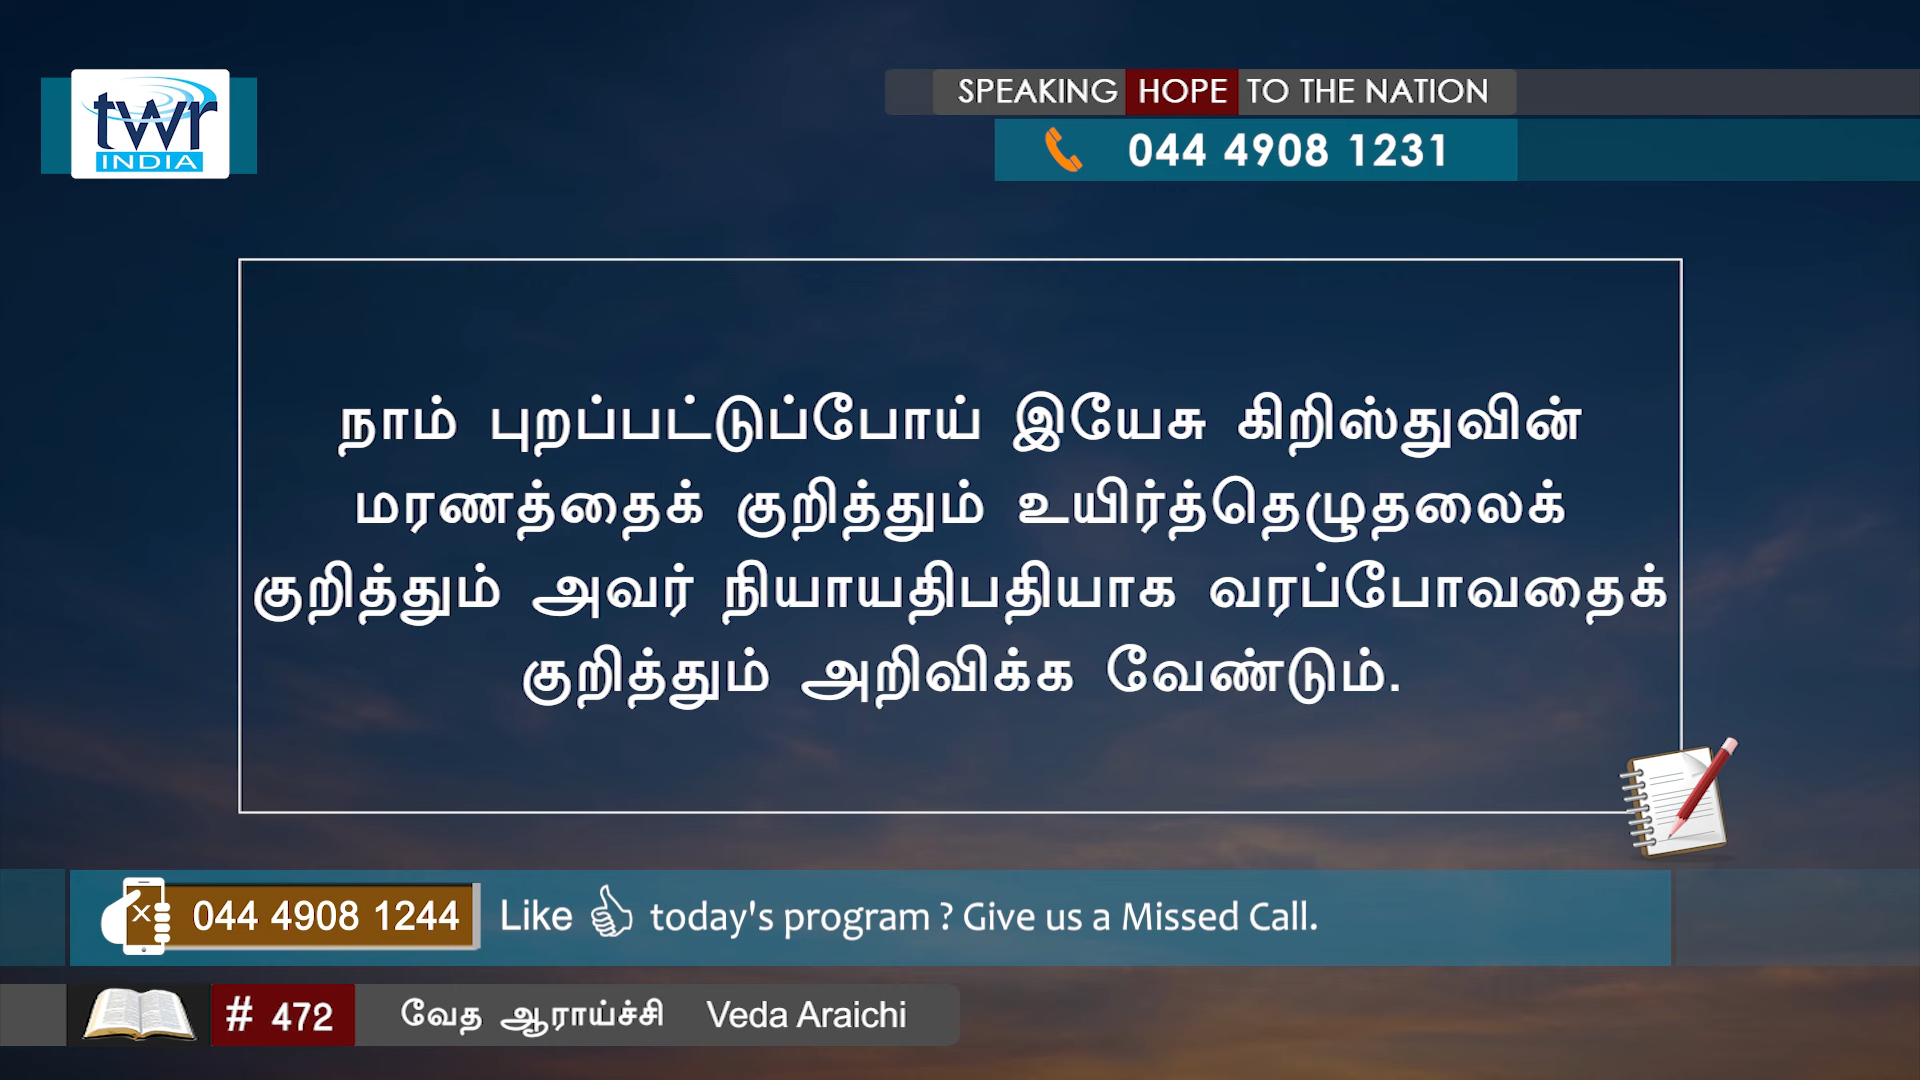 twr
INDIA
SPEAKING HOPE TO THE NATION
044 4908 1231
நாம் புறப்பட்டுப்போய் இயேசு கிறிஸ்துவின்
மரணத்தைக் குறித்தும் உயிர்த்தெழுதலைக்
குறித்தும் அவர் நியாயதிபதியாக வரப்போவதைக்
குறித்தும் அறிவிக்க வேண்டும்.
044 4908 1244 Like today's program ? Give us a Missed Call.
# 472 வேத ஆராய்ச்சி Veda Araichi